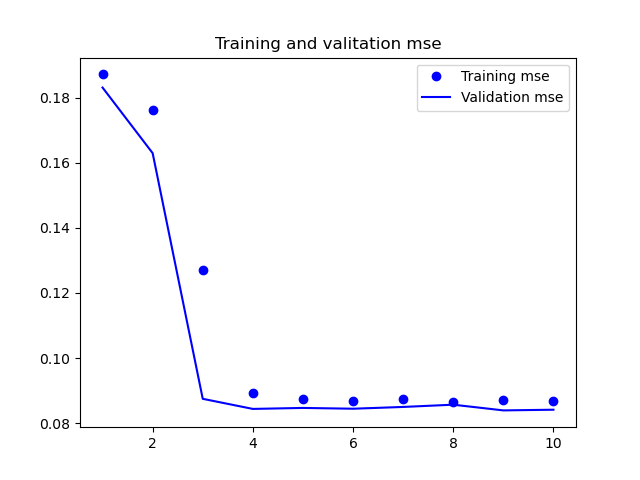 Training and valitation mse
Training mse
Validation mse
0.18
0.16
0.14
0.12
0.10
0.08
2 4 6 8 10